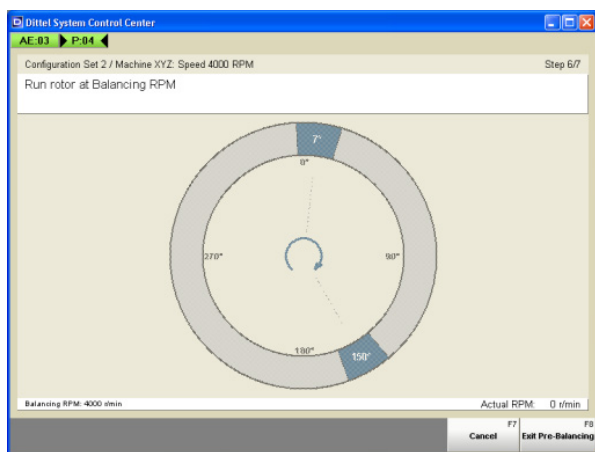 Dittel System Control Center
AE:03 P:04
Configuration Set 2 / Machine XYZ: Speed 4000 RPM Step 6/7
Run rotor at Balancing RPM
7°
0°
270° 90°
180° 150°
Balancing RPM: 4000 r/min Actual RPM: 0 r/min
F7 F8
Cancel Exit Pre-Balancing